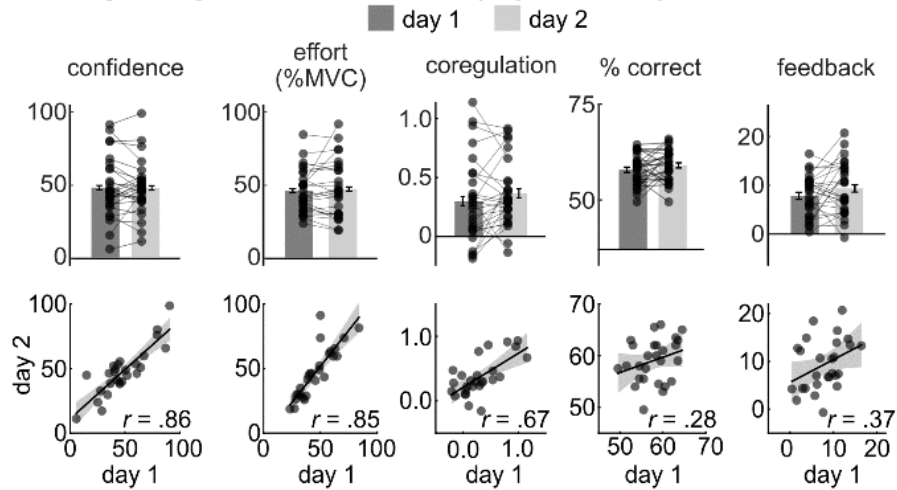 day 1 day 2
confidence
effort
(%MVC)
coregulation
% correct
feedback
100
50
0
100
50
0
1.0
0.5
0
75
50
20
10
0
day 2
100
50
0
r = .86
0 50 100
day 1
100
50
0
r = .85
0 50 100
day 1
1.0
0.0
r = .67
0.0 1.0
day 1
70
60
50
r = .28
50 60 70
day 1
20
10
0
r = .37
0 10 20
day 1